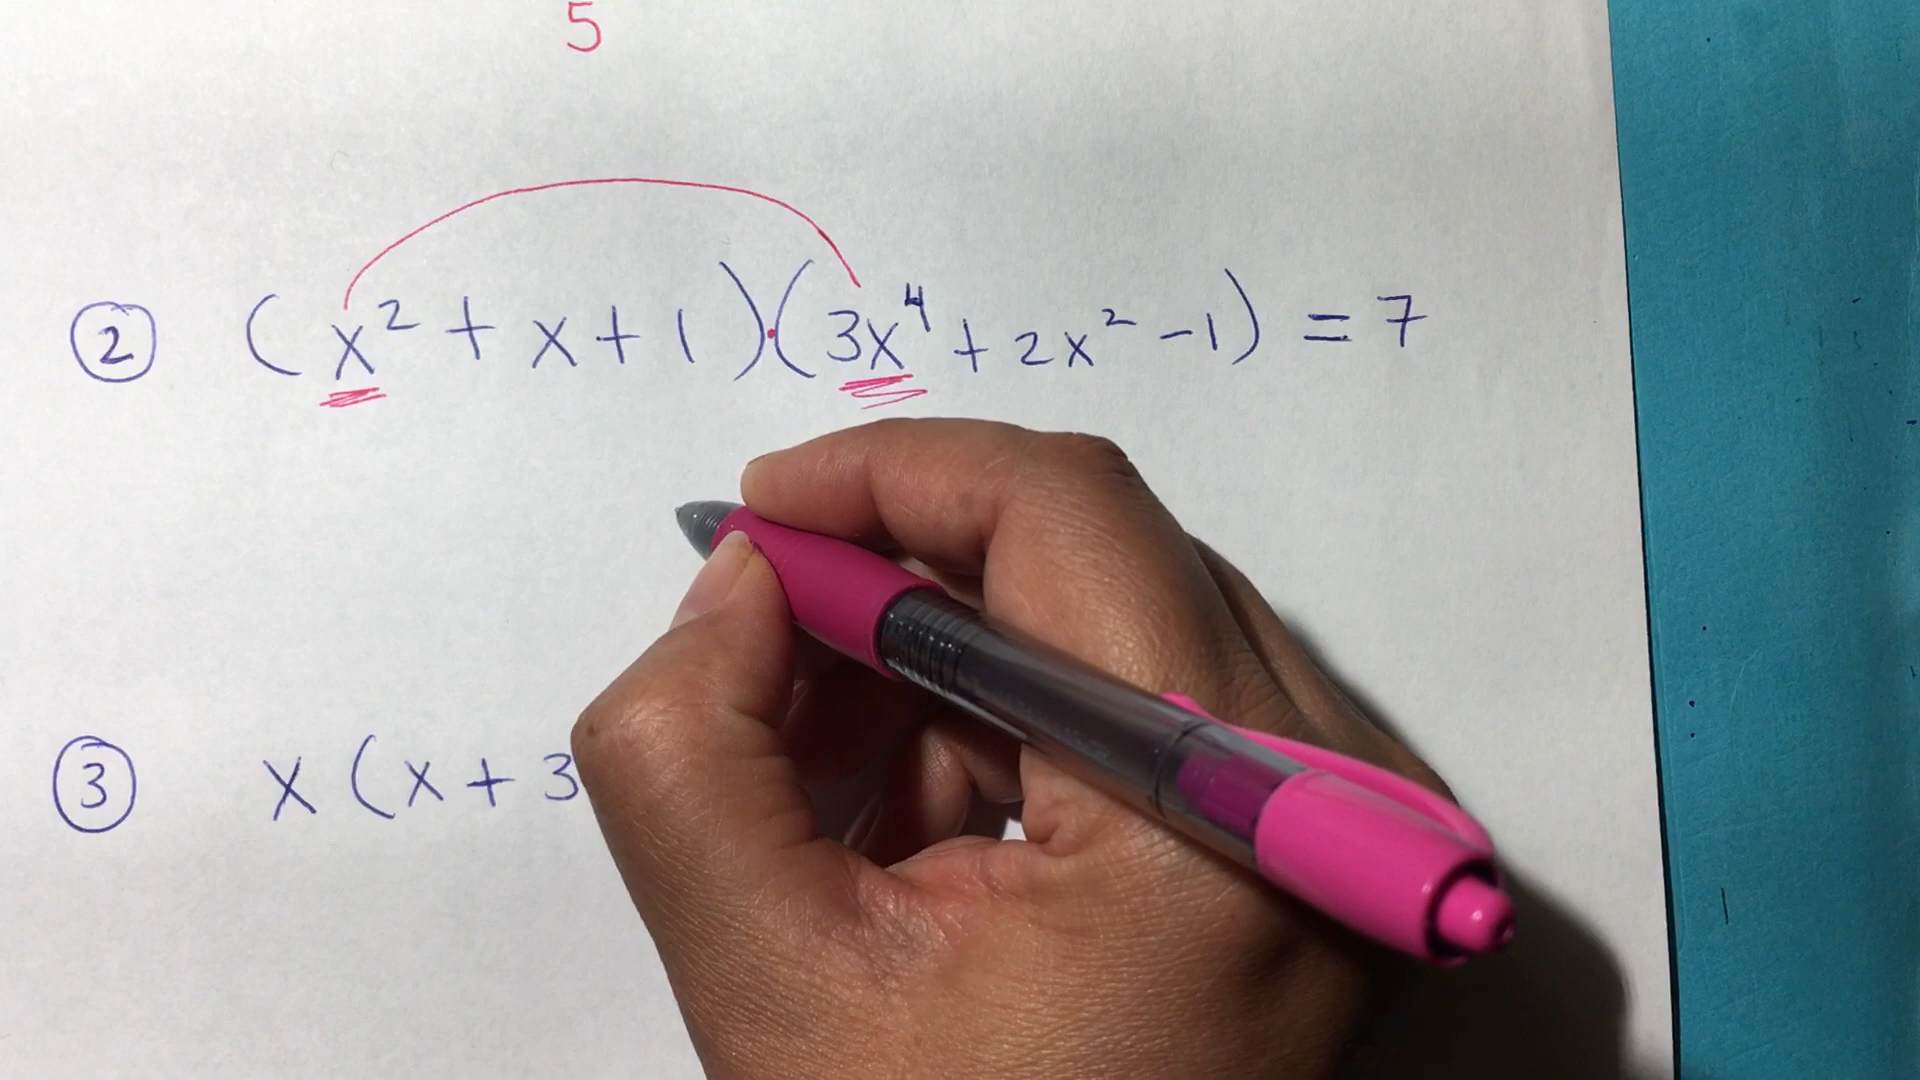 5
② (x² + x + 1)·(3x⁴ + 2x² - 1) = 7
③ x (x + 3